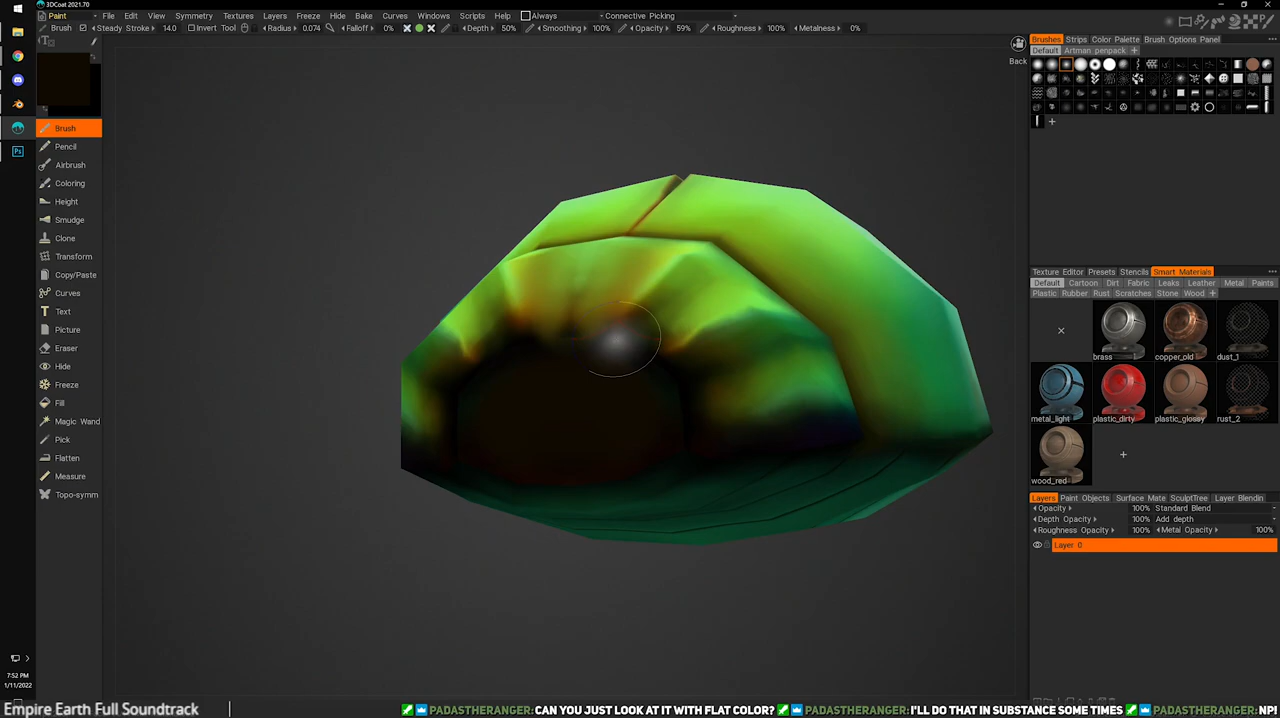 3DCoat 2021.70
Paint File Edit View Symmetry Textures Layers Freeze Hide Bake Curves Windows Scripts Help Always Connective Picking
Brush Steady Stroke 14.0 Invert Tool Radius 0.074 Falloff 0% Depth 50% Smoothing 100% Opacity 59% Roughness 100% Metalness 0%
Brush
Pencil
Airbrush
Coloring
Height
Smudge
Clone
Transform
Copy/Paste
Curves
Text
Picture
Eraser
Hide
Freeze
Fill
Magic Wand
Pick
Flatten
Measure
Topo-symm
Back
Brushes Strips Color Palette Brush Options Panel
Default Artman penpack
Texture Editor Presets Stencils Smart Materials
Default Cartoon Dirt Fabric Leaks Leather Metal Paints
Plastic Rubber Rust Scratches Stone Wood
brass copper_old dust_1
metal_light plastic_dirty plastic_glossy rust_2
wood_red
Layers Paint Objects Surface Mate SculptTree Layer Blendin
Opacity 100% Standard Blend
Depth Opacity 100% Add depth
Roughness Opacity 100% Metal Opacity 100%
Layer 0
7:52 PM
1/11/2022
Empire Earth Full Soundtrack
PADASTHERANGER: CAN YOU JUST LOOK AT IT WITH FLAT COLOR? PADASTHERANGER: I'LL DO THAT IN SUBSTANCE SOME TIMES PADASTHERANGER: NP!